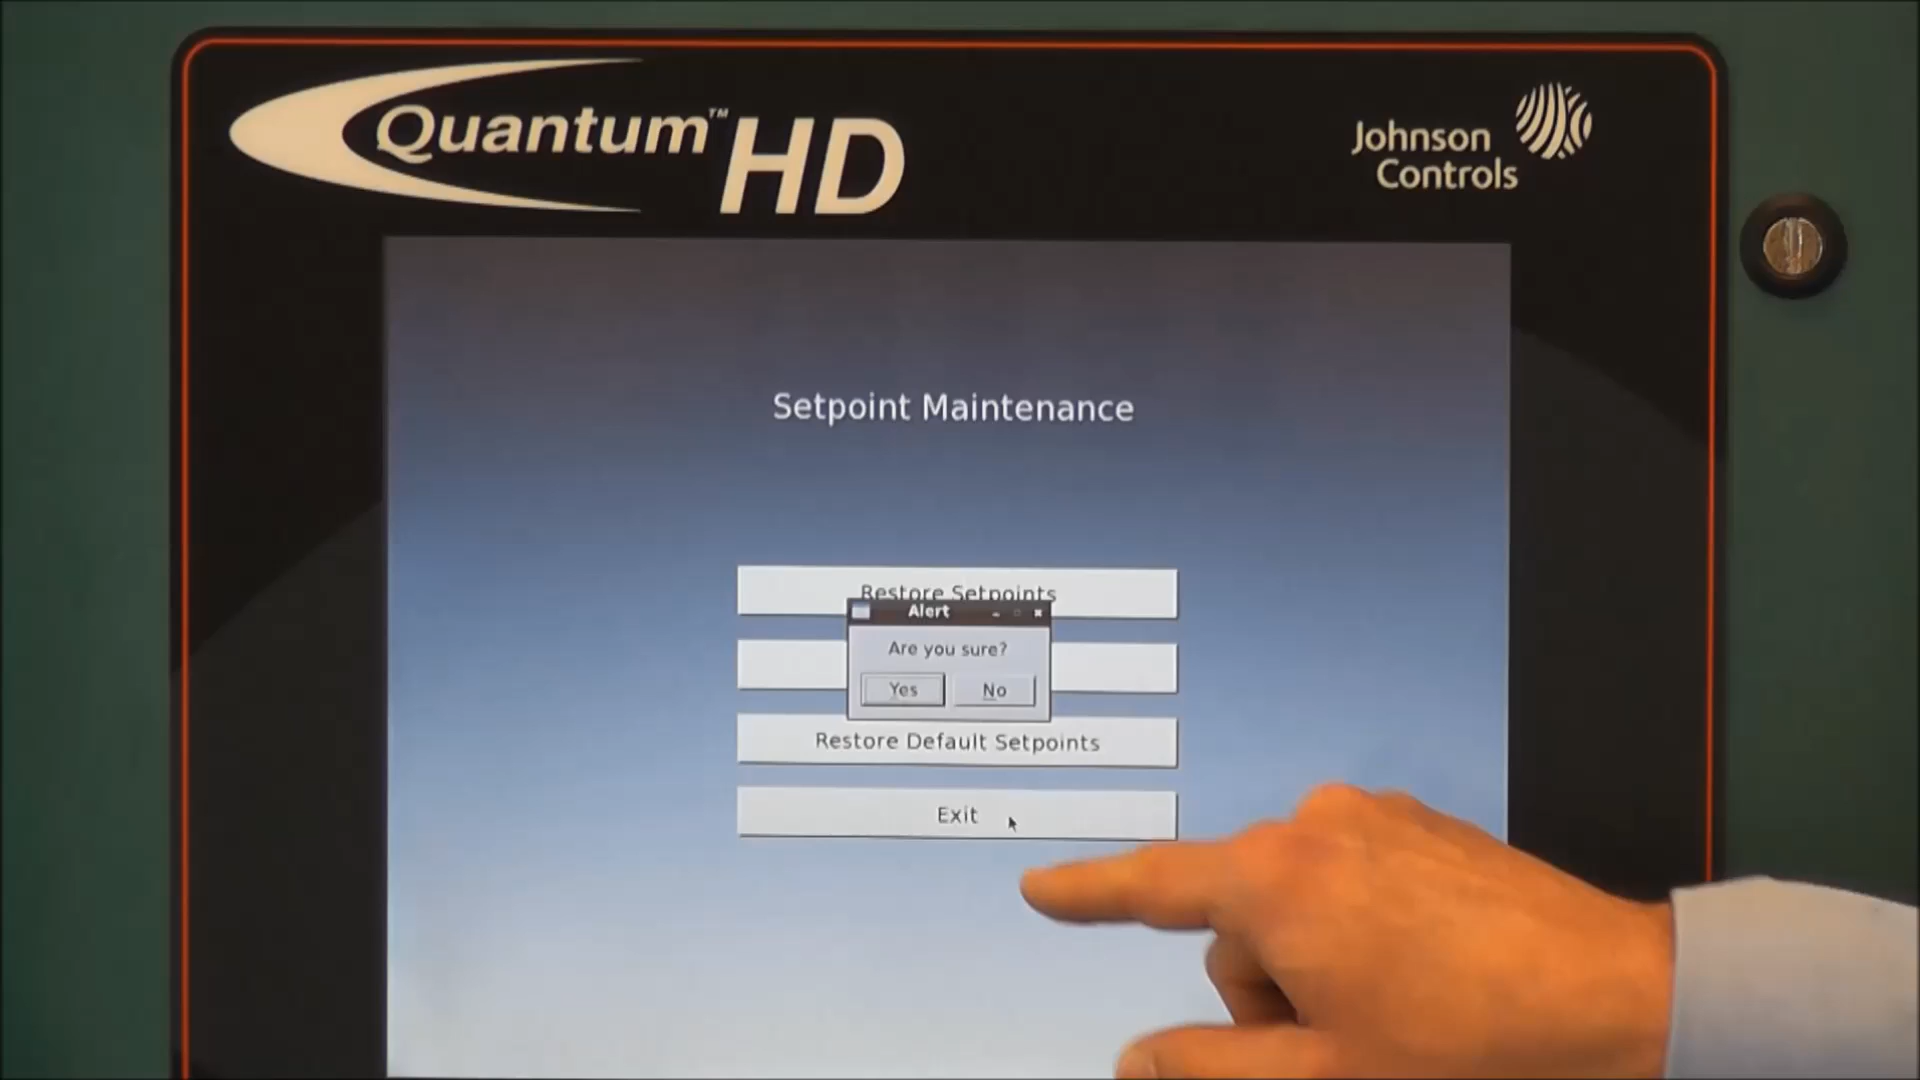 Quantum™ HD
Johnson
Controls
Setpoint Maintenance
Restore Setpoints
Alert
Are you sure?
Yes No
Restore Default Setpoints
Exit